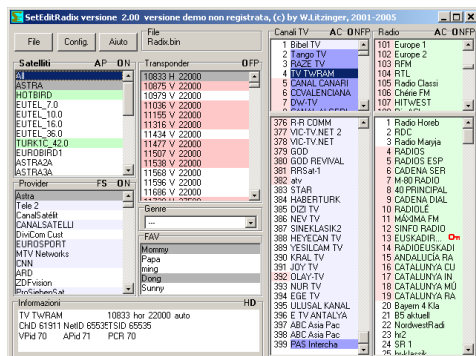 SetEditRadix versione 2.00 versione demo non registrata, (c) by W.Litzinger, 2001-2005
File
Config.
Aiuto
File
Radix.bin
Satelliti AP ON
All
ASTRA
HOTBIRD
EUTEL_7.0
EUTEL_10.0
EUTEL_16.0
EUTEL_36.0
TURK1C_42.0
EUROBIRD1
ASTRA2A
ASTRA3A
Transponder OFP
10833 H 22000
10875 V 22000
10979 V 22000
11036 V 22000
11155 V 22000
11316 V 22000
11434 V 22000
11477 V 22000
11507 V 22000
11538 V 22000
11568 V 22000
11596 V 22000
11686 V 22000
Provider FS ON
Astra
Tele 2
CanalSatélit
CANALSATELLI
DiviCom Cust
EUROSPORT
MTV Networks
CNN
ARD
ZDFvision
ProSiebenSat
Genre
---
FAV
Mommy
Papa
ming
Dong
Sunny
Informazioni HD
TV TWRAM 10833 hor 22000 auto
CHD 61911 NetID 65535TSID 65535
VPid 70 APid 71 PCR 70
Canali TV AC ONFP
1 Bibel TV
2 Tango TV
3 RAZE TV
4 TV TWRAM
5 CANAL CANARI
6 CVALENCIANA
7 DW-TV
376 R-R COMM
377 VIC-TV.NET 2
378 VIC-TV.NET
379 GOD
380 GOD REVIVAL
381 RRSat-1
382 atv
383 STAR
384 HABERTURK
385 DIZI TV
386 NEV TV
387 SINEKLASIK2
388 HEYECAN TV
389 YESILCAM TV
390 KRAL TV
391 JOY TV
392 OLAY-TV
393 NUR TV
394 EGE TV
395 ULUSAL KANAL
396 E TV ANTALYA
397 ABC Asia Pac
398 ABC Asia Pac
399 PAS Intercha
Radio AC ONFP
101 Europe 1
102 Europe 2
103 RFM
104 RTL
105 Radio Classi
106 Chérie FM
107 HITWEST
1 Radio Horeb
2 RDC
3 Radio Maryja
4 RADIOS
5 RADIOS ESP
6 CADENA SER
7 M-80 RADIO
8 40 PRINCIPAL
9 CADENA DIAL
10 RADIOLÉ
11 MÁXIMA FM
12 SINFO RADIO
13 EUSKADIR...
14 RADIOEUSKADI
15 ANDALUCÍA RA
16 CATALUNYA CU
17 CATALUNYA IN
18 CATALUNYA MÚ
19 CATALUNYA RA
20 Bayern 4 Kla
21 B5 aktuell
22 NordwestRadi
23 hr2
24 SR 1
25 hr-klassik